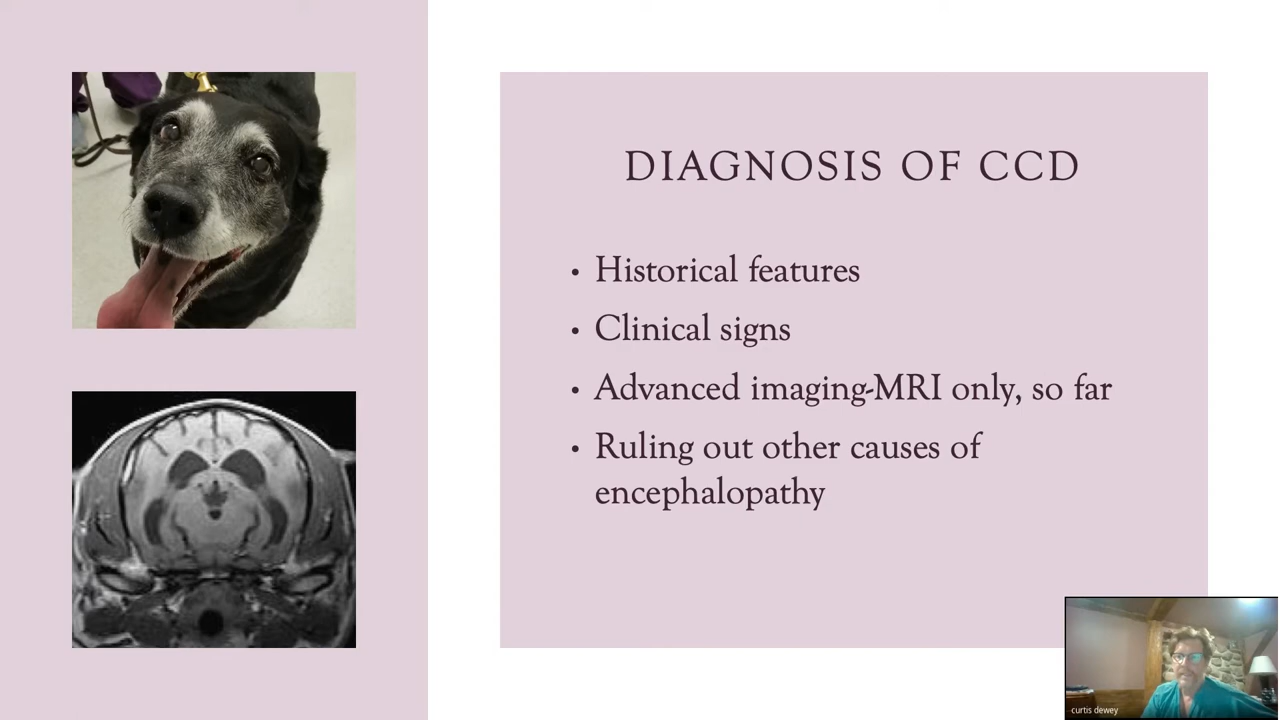 DIAGNOSIS OF CCD
• Historical features
• Clinical signs
• Advanced imaging-MRI only, so far
• Ruling out other causes of
encephalopathy
curtis dewey